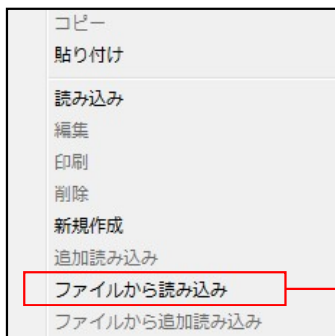 コピー
貼り付け
読み込み
編集
印刷
削除
新規作成
追加読み込み
ファイルから読み込み
ファイルから追加読み込み